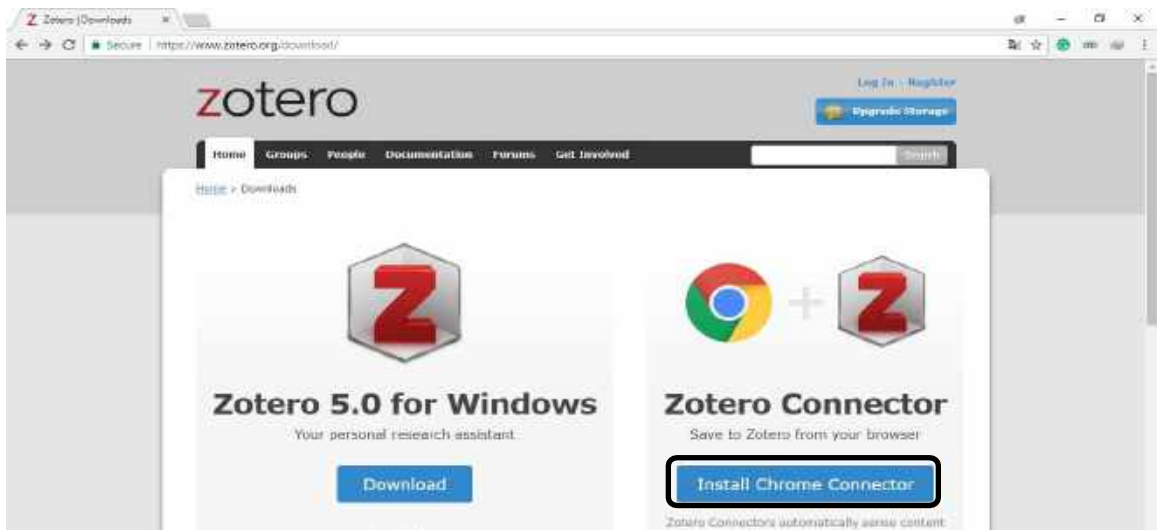 Zotero | Downloads
Secure https://www.zotero.org/download/
zotero
Log In · Register
Upgrade Storage
Home Groups People Documentation Forums Get Involved
Search
Home > Downloads
Zotero 5.0 for Windows
Your personal research assistant
Download
Zotero Connector
Save to Zotero from your browser
Install Chrome Connector
Zotero Connectors automatically sense content